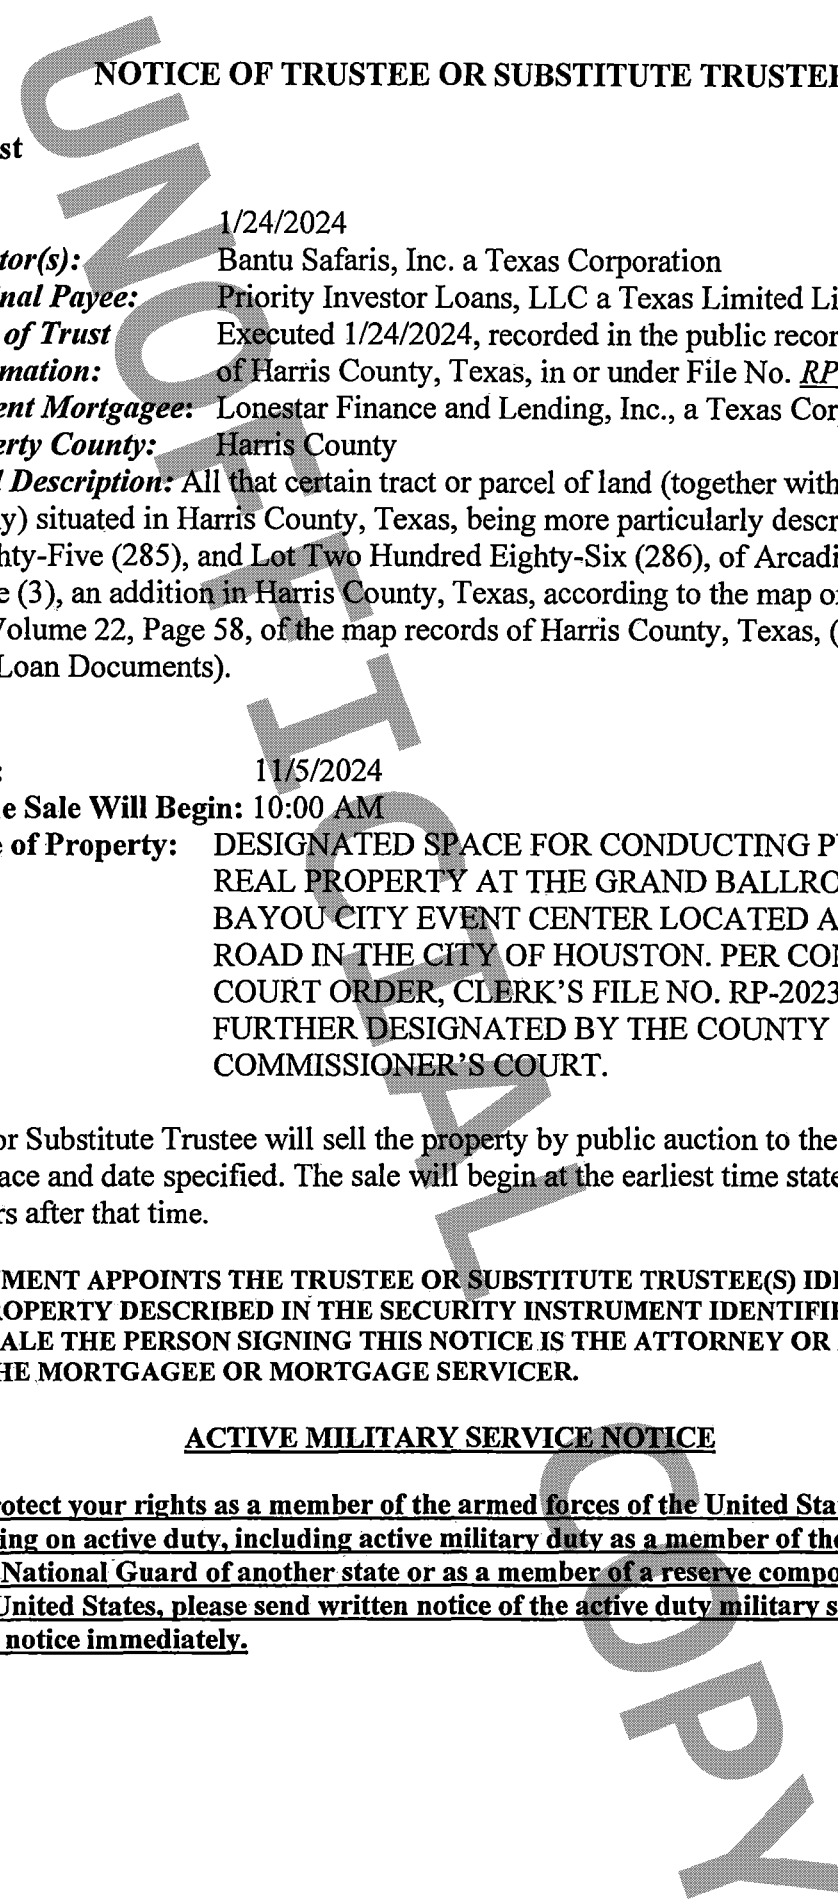 NOTICE OF TRUSTEE OR SUBSTITUTE TRUSTEE
st
1/24/2024
tor(s): Bantu Safaris, Inc. a Texas Corporation
nal Payee: Priority Investor Loans, LLC a Texas Limited Li
of Trust Executed 1/24/2024, recorded in the public recor
mation: of Harris County, Texas, in or under File No. RP
ent Mortgagee: Lonestar Finance and Lending, Inc., a Texas Cor
erty County: Harris County
l Description: All that certain tract or parcel of land (together with
y) situated in Harris County, Texas, being more particularly descr
hty-Five (285), and Lot Two Hundred Eighty-Six (286), of Arcadi
e (3), an addition in Harris County, Texas, according to the map o
Volume 22, Page 58, of the map records of Harris County, Texas, (
Loan Documents).
: 11/5/2024
e Sale Will Begin: 10:00 AM
e of Property: DESIGNATED SPACE FOR CONDUCTING P
REAL PROPERTY AT THE GRAND BALLRO
BAYOU CITY EVENT CENTER LOCATED A
ROAD IN THE CITY OF HOUSTON. PER CO
COURT ORDER, CLERK'S FILE NO. RP-2023
FURTHER DESIGNATED BY THE COUNTY
COMMISSIONER'S COURT.
or Substitute Trustee will sell the property by public auction to the
ace and date specified. The sale will begin at the earliest time state
rs after that time.
MENT APPOINTS THE TRUSTEE OR SUBSTITUTE TRUSTEE(S) IDE
ROPERTY DESCRIBED IN THE SECURITY INSTRUMENT IDENTIFI
ALE THE PERSON SIGNING THIS NOTICE IS THE ATTORNEY OR
HE MORTGAGEE OR MORTGAGE SERVICER.
ACTIVE MILITARY SERVICE NOTICE
rotect your rights as a member of the armed forces of the United Sta
ing on active duty, including active military duty as a member of the
National Guard of another state or as a member of a reserve compo
United States, please send written notice of the active duty military s
notice immediately.
UNOFFICIAL
COPY